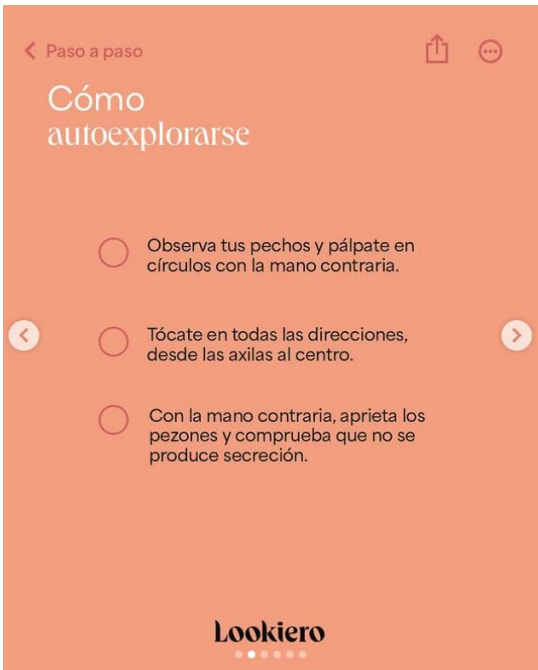 Paso a paso
Cómo
autoexplorarse
Observa tus pechos y pálpate en
círculos con la mano contraria.
Tócate en todas las direcciones,
desde las axilas al centro.
Con la mano contraria, aprieta los
pezones y comprueba que no se
produce secreción.
Lookiero